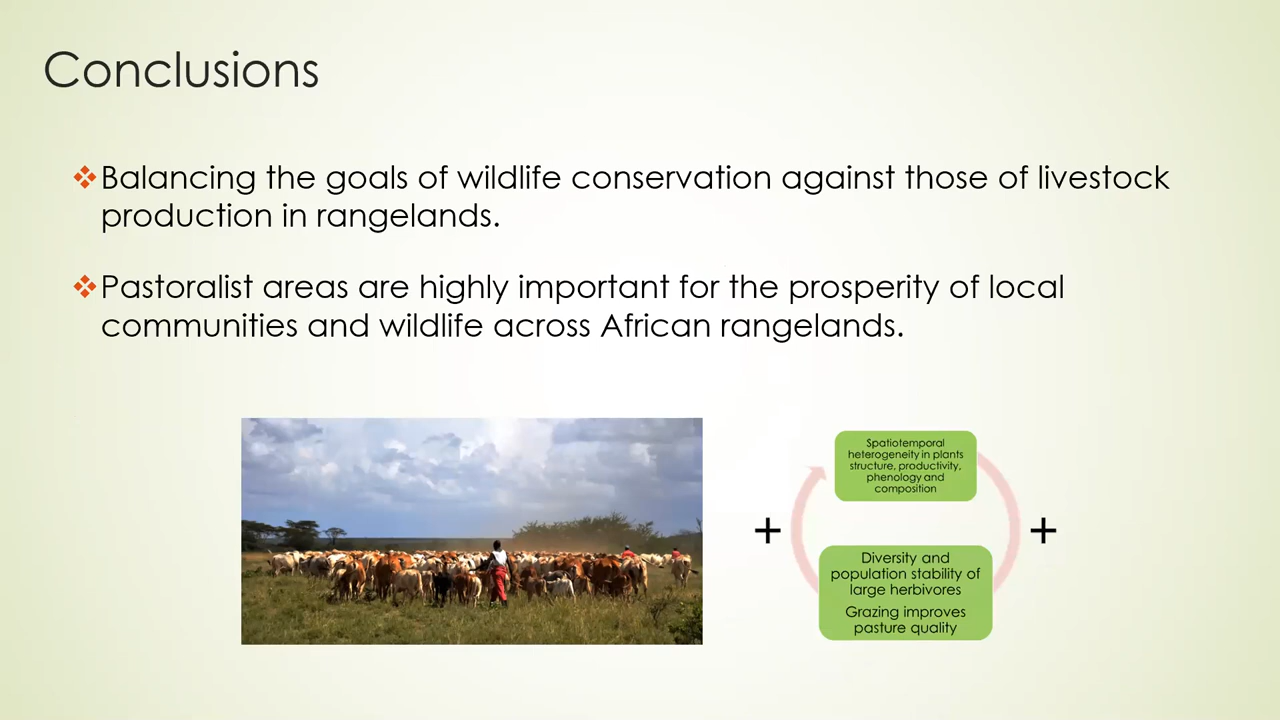 Conclusions
❖Balancing the goals of wildlife conservation against those of livestock
production in rangelands.
❖Pastoralist areas are highly important for the prosperity of local
communities and wildlife across African rangelands.
Spatiotemporal
heterogeneity in plants
structure, productivity,
phenology and
composition
+
+
Diversity and
population stability of
large herbivores
Grazing improves
pasture quality